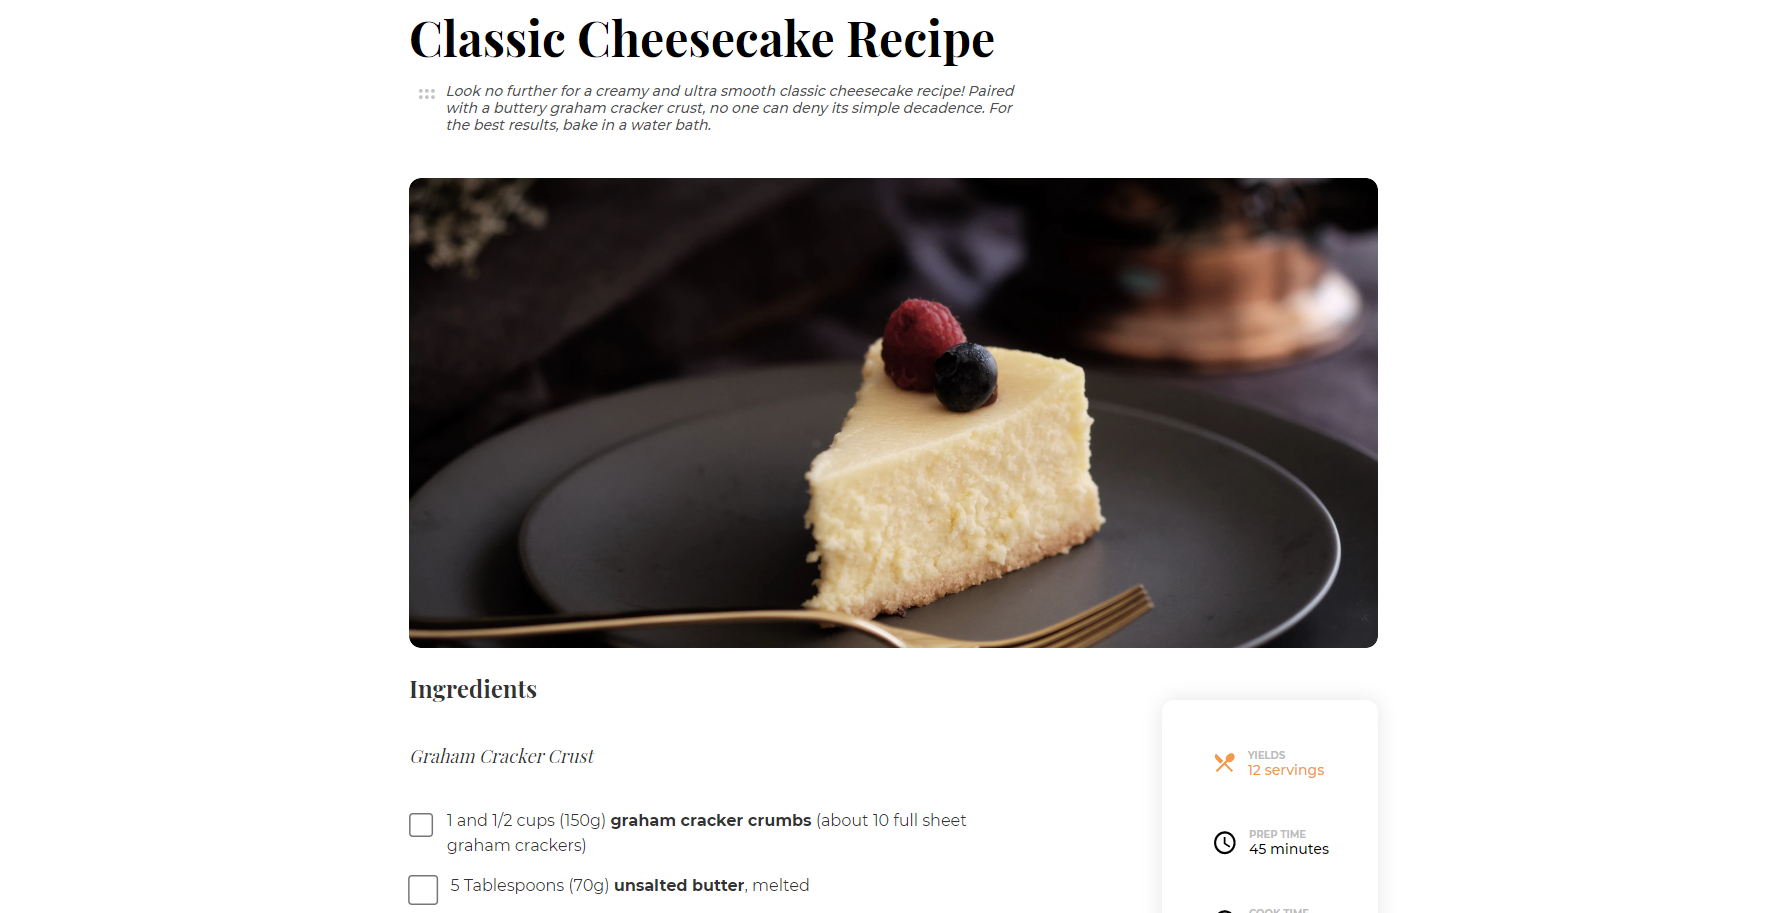 Classic Cheesecake Recipe
Look no further for a creamy and ultra smooth classic cheesecake recipe! Paired
with a buttery graham cracker crust, no one can deny its simple decadence. For
the best results, bake in a water bath.
Ingredients
Graham Cracker Crust
1 and 1/2 cups (150g) graham cracker crumbs (about 10 full sheet
graham crackers)
5 Tablespoons (70g) unsalted butter, melted
YIELDS
12 servings
PREP TIME
45 minutes
COOK TIME